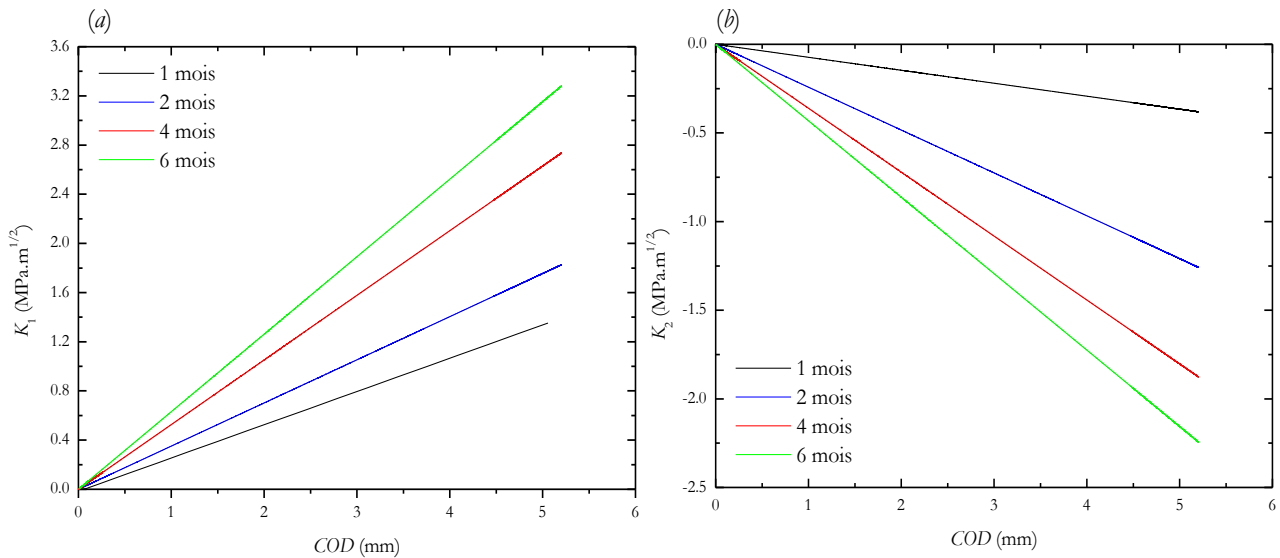 (a)
3.6
3.2
2.8
2.4
2.0
1.6
1.2
0.8
0.4
0.0
K₁ (MPa.m^{1/2})
1 mois
2 mois
4 mois
6 mois
0 1 2 3 4 5 6
COD (mm)
(b)
0.0
-0.5
-1.0
-1.5
-2.0
-2.5
K₂ (MPa.m^{1/2})
1 mois
2 mois
4 mois
6 mois
0 1 2 3 4 5 6
COD (mm)